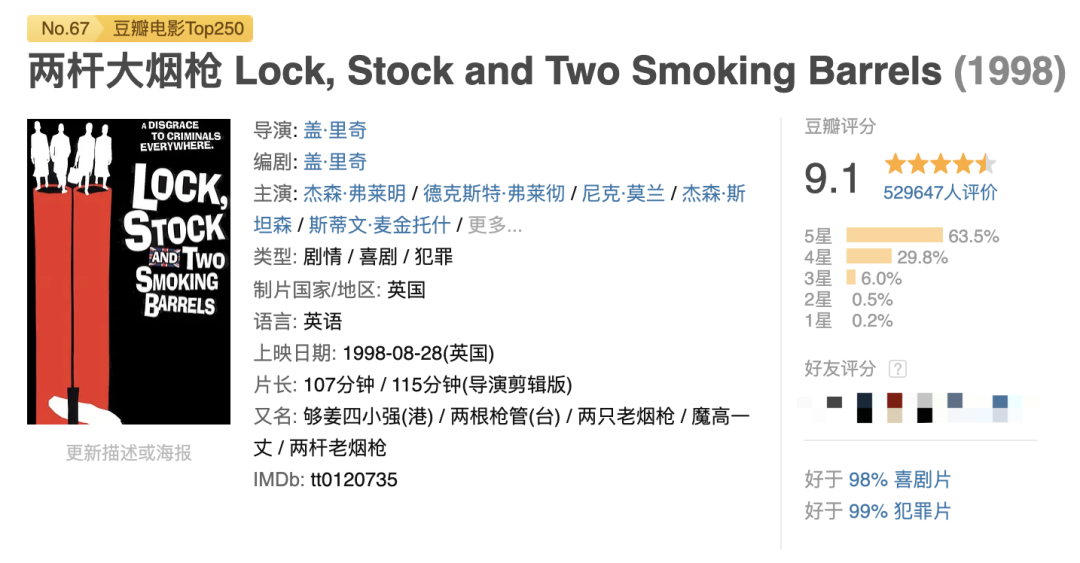 No.67 豆瓣电影Top250
两杆大烟枪 Lock, Stock and Two Smoking Barrels (1998)
A DISGRACE
TO CRIMINALS
EVERYWHERE.
LOCK,
STOCK
AND TWO
SMOKING
BARRELS
更新描述或海报
导演: 盖·里奇
编剧: 盖·里奇
主演: 杰森·弗莱明 / 德克斯特·弗莱彻 / 尼克·莫兰 / 杰森·斯
坦森 / 斯蒂文·麦金托什 / 更多...
类型: 剧情 / 喜剧 / 犯罪
制片国家/地区: 英国
语言: 英语
上映日期: 1998-08-28(英国)
片长: 107分钟 / 115分钟(导演剪辑版)
又名: 够姜四小强(港) / 两根枪管(台) / 两只老烟枪 / 魔高一
丈 / 两杆老烟枪
IMDb: tt0120735
豆瓣评分
9.1
529647人评价
5星 63.5%
4星 29.8%
3星 6.0%
2星 0.5%
1星 0.2%
好友评分 ?
好于 98% 喜剧片
好于 99% 犯罪片